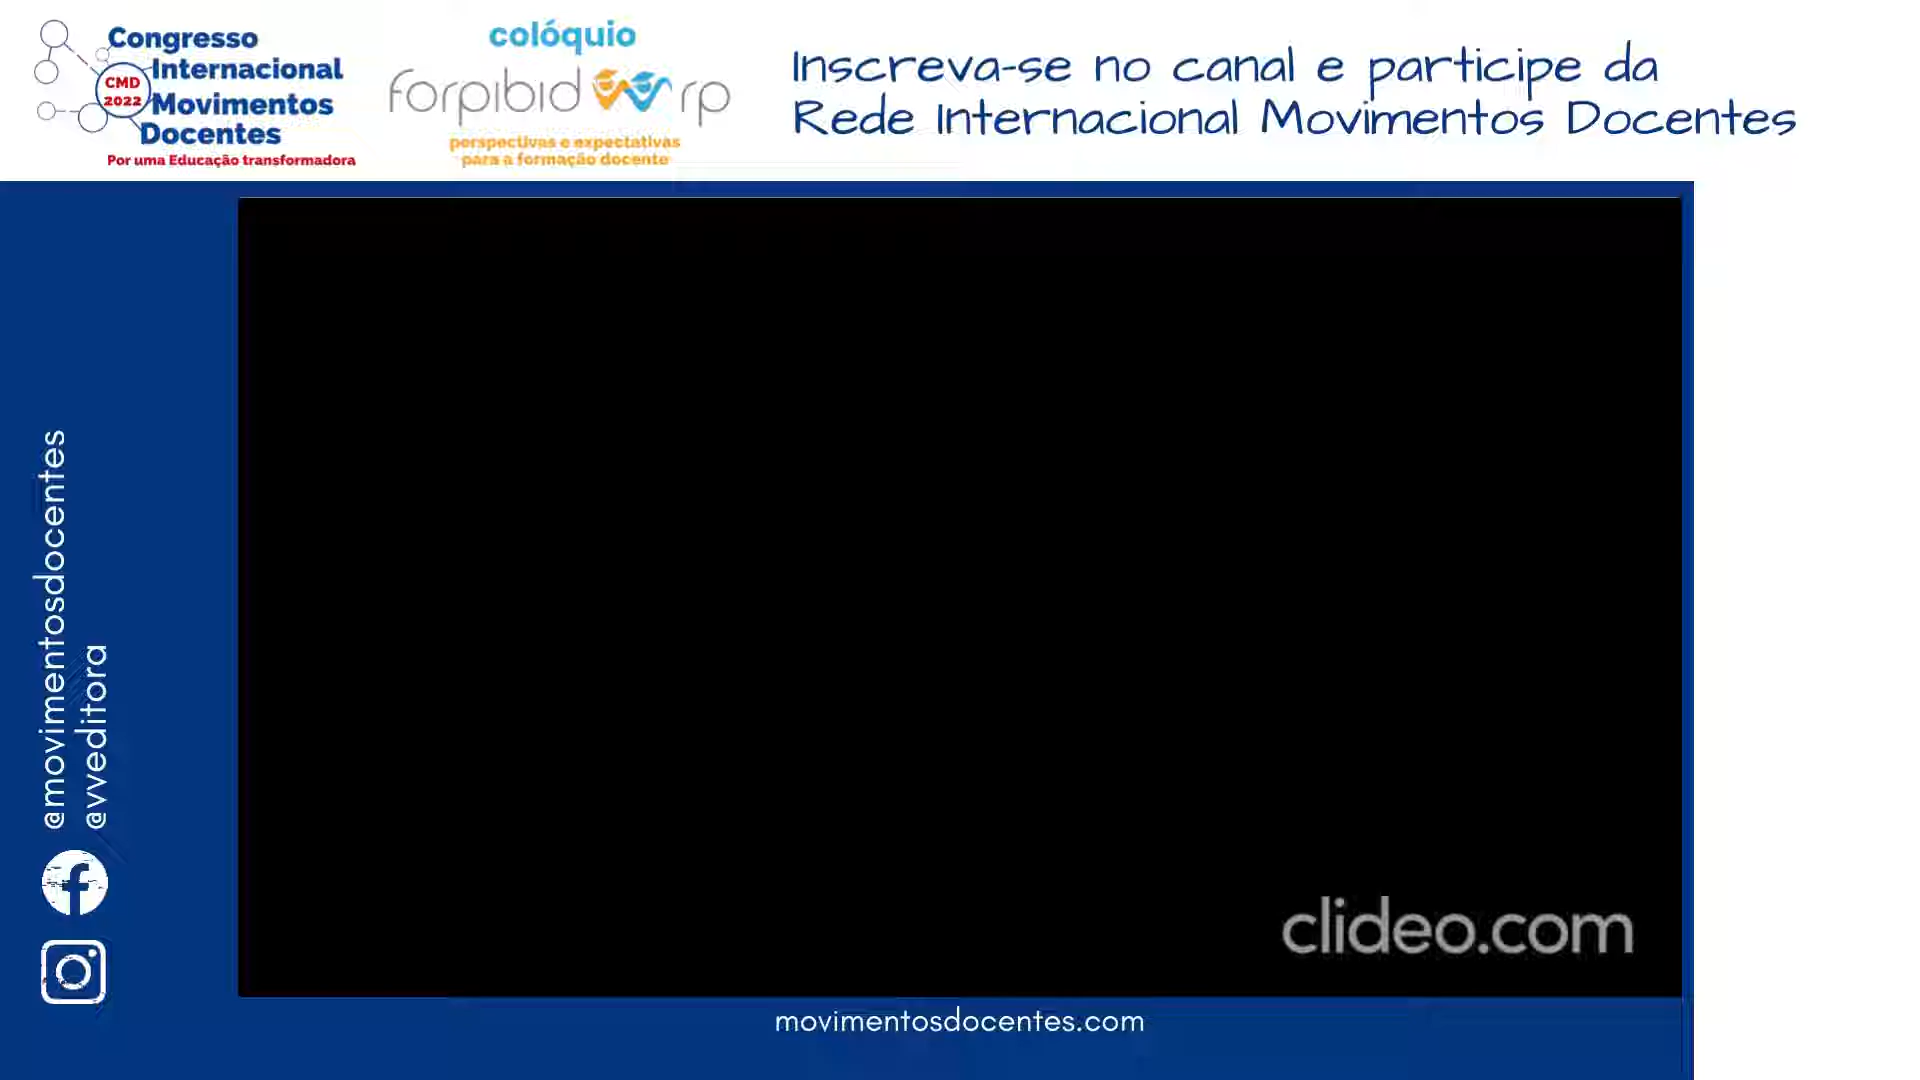 Congresso
Internacional
CMD
2022
Movimentos
Docentes
Por uma Educação transformadora
colóquio
forpibid rp
perspectivas e expectativas
para a formação docente
Inscreva-se no canal e participe da
Rede Internacional Movimentos Docentes
@movimentosdocentes
@vveditora
clideo.com
movimentosdocentes.com